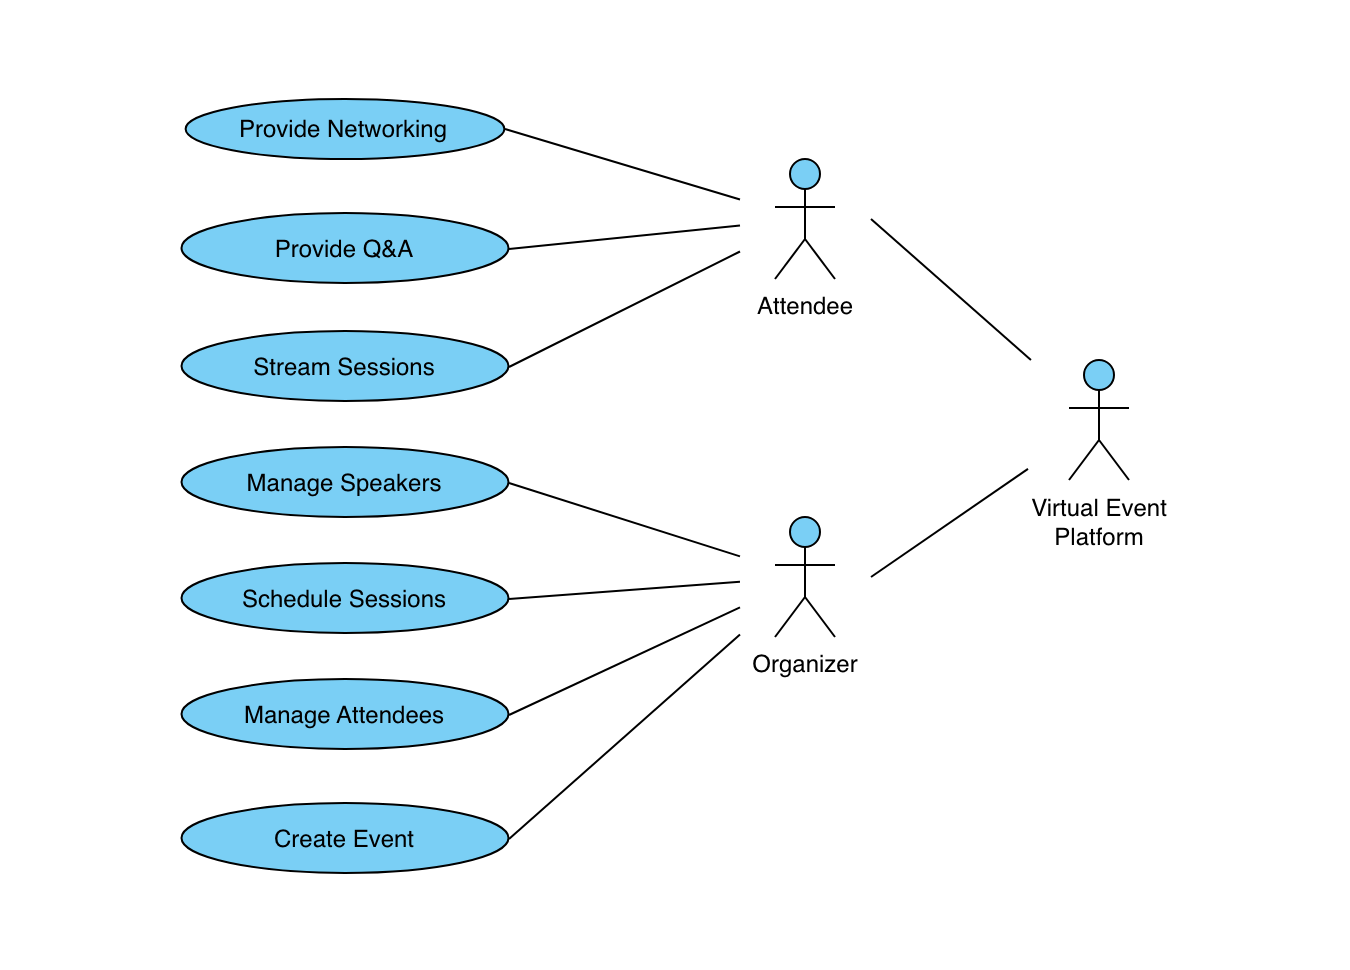 Provide Networking
Provide Q&A
Stream Sessions
Manage Speakers
Schedule Sessions
Manage Attendees
Create Event
Attendee
Organizer
Virtual Event
Platform